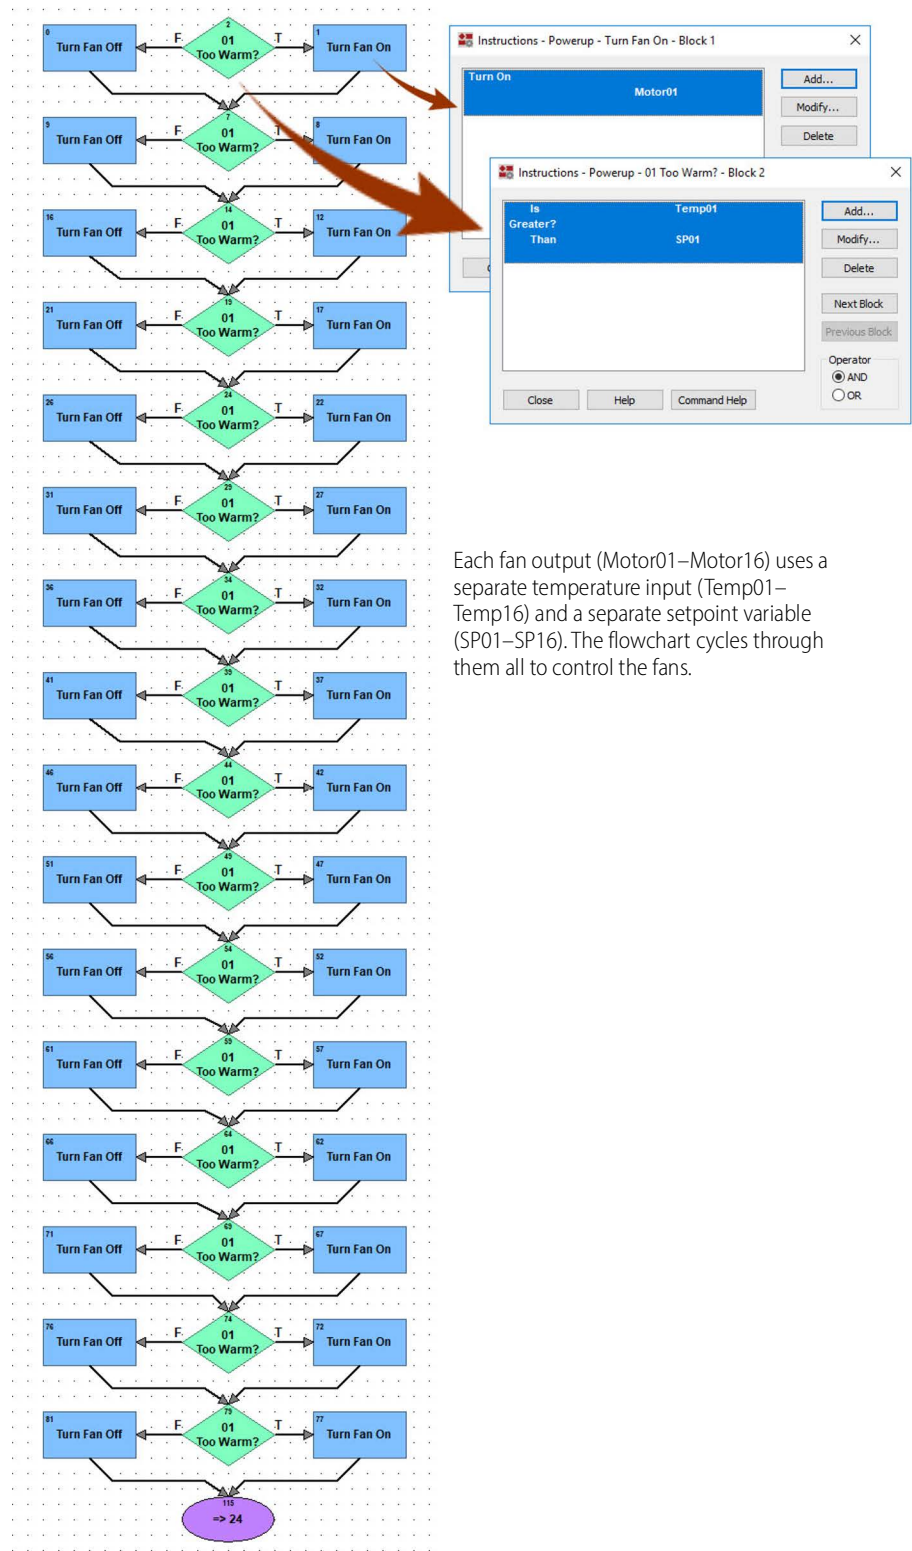 0
Turn Fan Off
F
2
01
Too Warm?
T
1
Turn Fan On
9
Turn Fan Off
F
7
01
Too Warm?
T
8
Turn Fan On
16
Turn Fan Off
F
14
01
Too Warm?
T
12
Turn Fan On
21
Turn Fan Off
F
19
01
Too Warm?
T
17
Turn Fan On
26
Turn Fan Off
F
24
01
Too Warm?
T
22
Turn Fan On
31
Turn Fan Off
F
29
01
Too Warm?
T
27
Turn Fan On
36
Turn Fan Off
F
34
01
Too Warm?
T
32
Turn Fan On
41
Turn Fan Off
F
39
01
Too Warm?
T
37
Turn Fan On
46
Turn Fan Off
F
44
01
Too Warm?
T
42
Turn Fan On
51
Turn Fan Off
F
49
01
Too Warm?
T
47
Turn Fan On
56
Turn Fan Off
F
54
01
Too Warm?
T
52
Turn Fan On
61
Turn Fan Off
F
59
01
Too Warm?
T
57
Turn Fan On
66
Turn Fan Off
F
64
01
Too Warm?
T
62
Turn Fan On
71
Turn Fan Off
F
69
01
Too Warm?
T
67
Turn Fan On
76
Turn Fan Off
F
74
01
Too Warm?
T
72
Turn Fan On
81
Turn Fan Off
F
79
01
Too Warm?
T
77
Turn Fan On
115
=> 24
Instructions - Powerup - Turn Fan On - Block 1
Turn On
Motor01
Add...
Modify...
Delete
Instructions - Powerup - 01 Too Warm? - Block 2
Is Temp01
Greater?
Than SP01
Add...
Modify...
Delete
Next Block
Previous Block
Operator
AND
OR
Close
Help
Command Help
Each fan output (Motor01–Motor16) uses a
separate temperature input (Temp01–
Temp16) and a separate setpoint variable
(SP01–SP16). The flowchart cycles through
them all to control the fans.